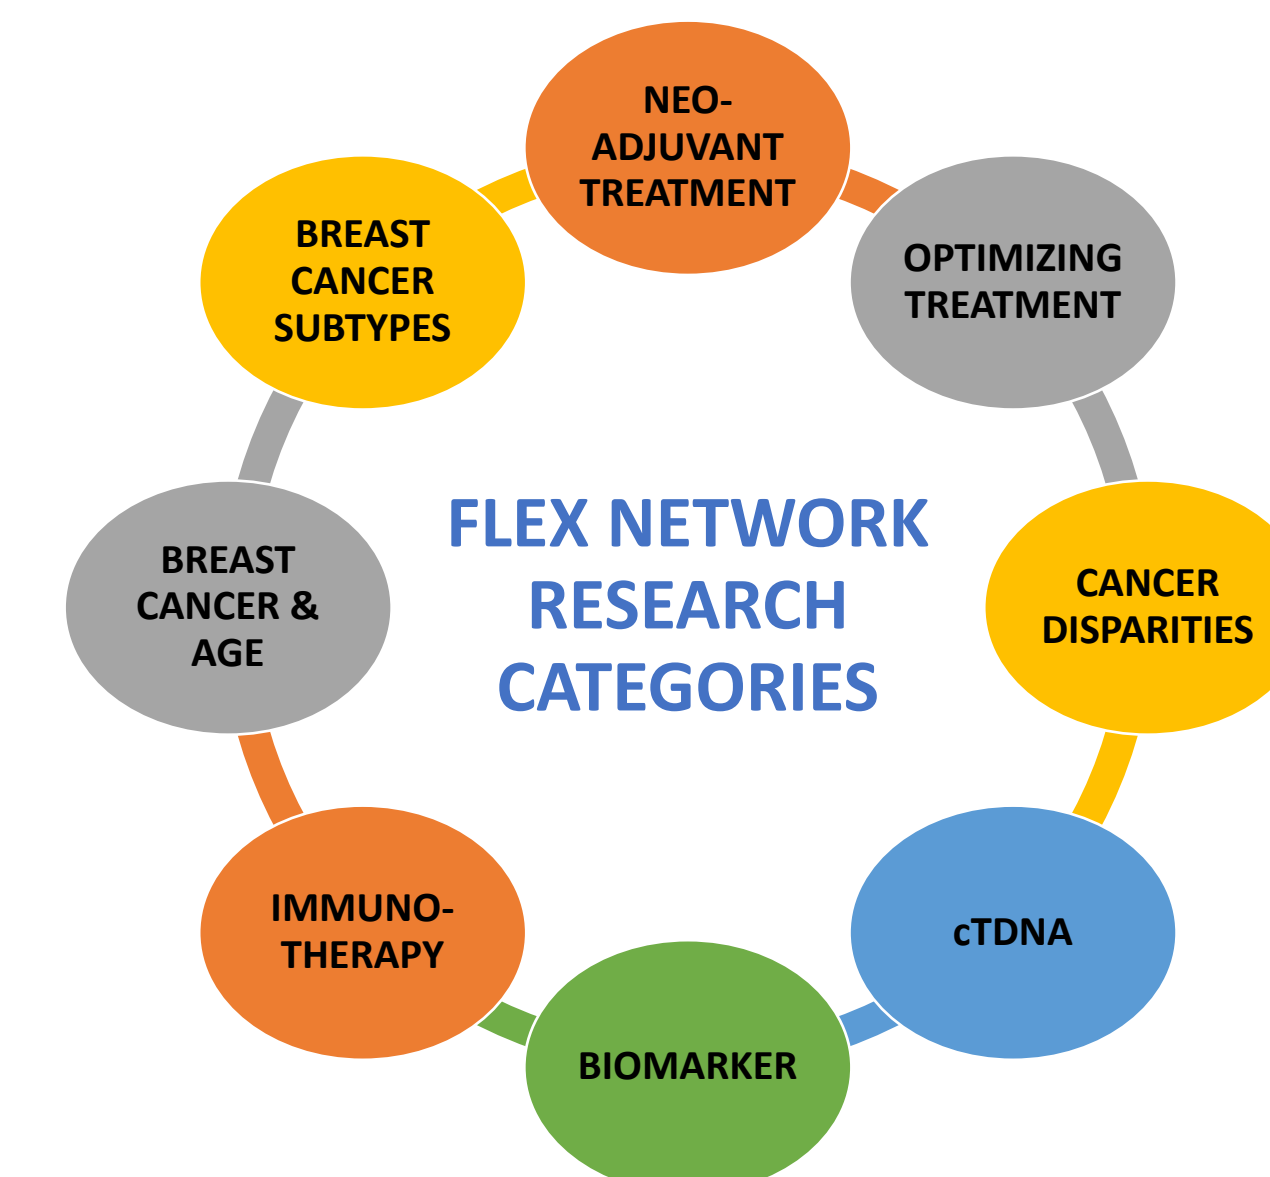 NEO-
ADJUVANT
TREATMENT
OPTIMIZING
TREATMENT
CANCER
DISPARITIES
cTDNA
BIOMARKER
IMMUNO-
THERAPY
BREAST
CANCER &
AGE
BREAST
CANCER
SUBTYPES
FLEX NETWORK
RESEARCH
CATEGORIES